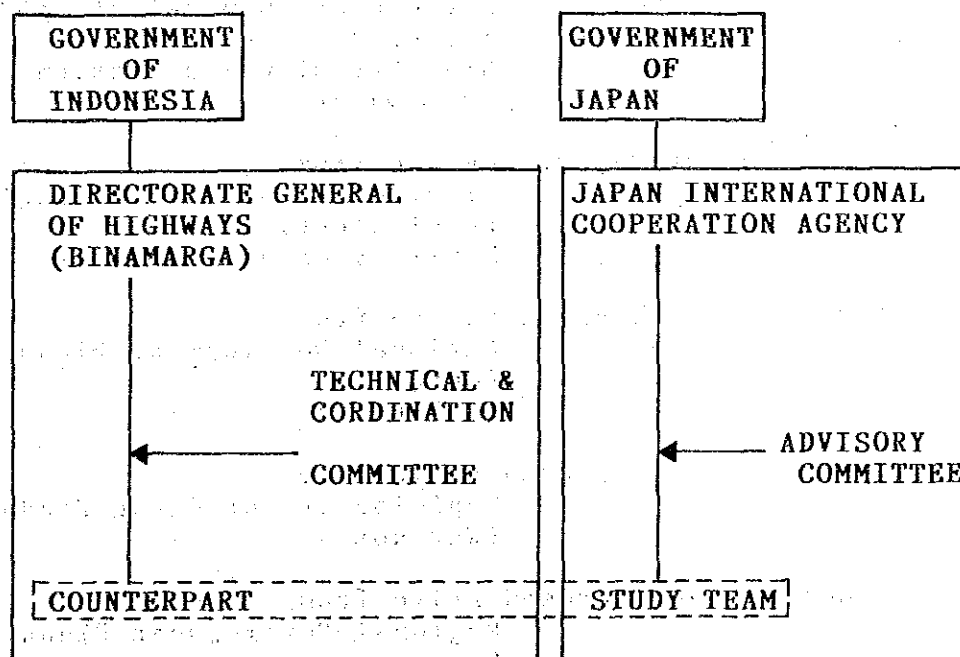 GOVERNMENT
OF
INDONESIA
GOVERNMENT
OF
JAPAN
DIRECTORATE GENERAL
OF HIGHWAYS
(BINAMARGA)
JAPAN INTERNATIONAL
COOPERATION AGENCY
TECHNICAL &
CORDINATION
COMMITTEE
ADVISORY
COMMITTEE
COUNTERPART
STUDY TEAM